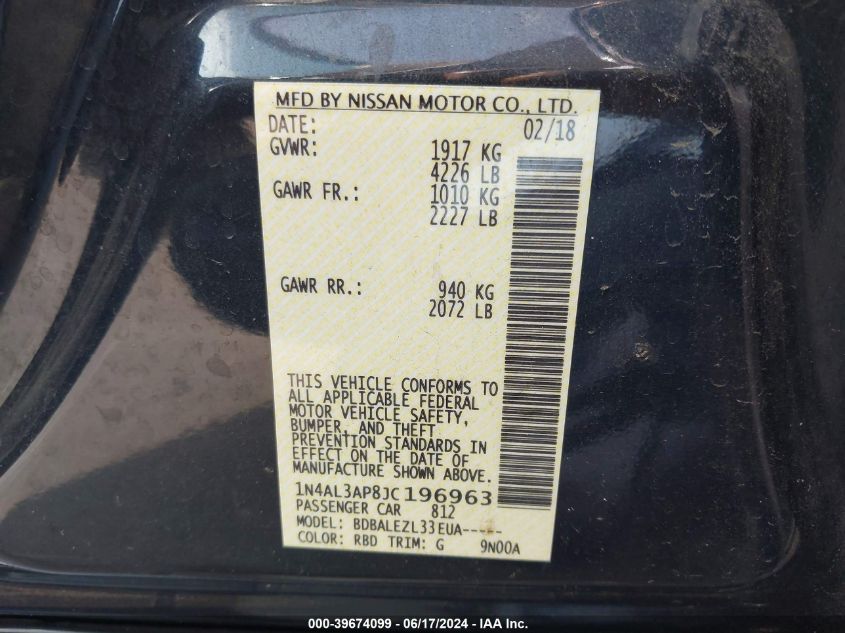 MFD BY NISSAN MOTOR CO., LTD.
DATE: 02/18
GVWR: 1917 KG
4226 LB
GAWR FR.: 1010 KG
2227 LB
GAWR RR.: 940 KG
2072 LB
THIS VEHICLE CONFORMS TO
ALL APPLICABLE FEDERAL
MOTOR VEHICLE SAFETY,
BUMPER, AND THEFT
PREVENTION STANDARDS IN
EFFECT ON THE DATE OF
MANUFACTURE SHOWN ABOVE.
1N4AL3AP8JC196963
PASSENGER CAR 812
MODEL: BDBALEZL33EUA-----
COLOR: RBD TRIM: G 9N00A
000-39674099 - 06/17/2024 - IAA Inc.